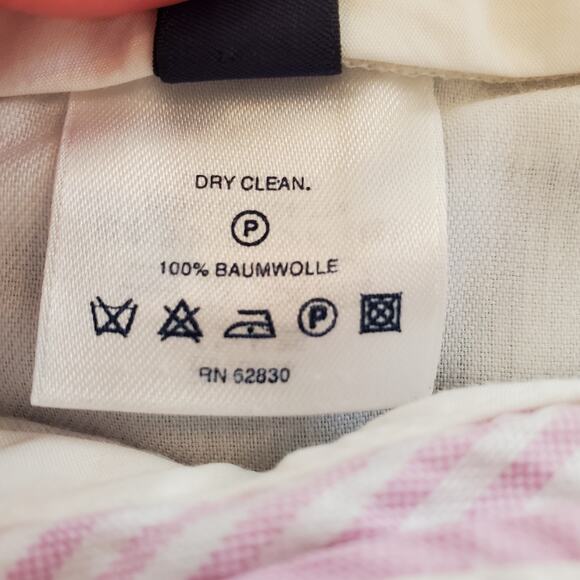 DRY CLEAN.
P
100% BAUMWOLLE
P
RN 62830